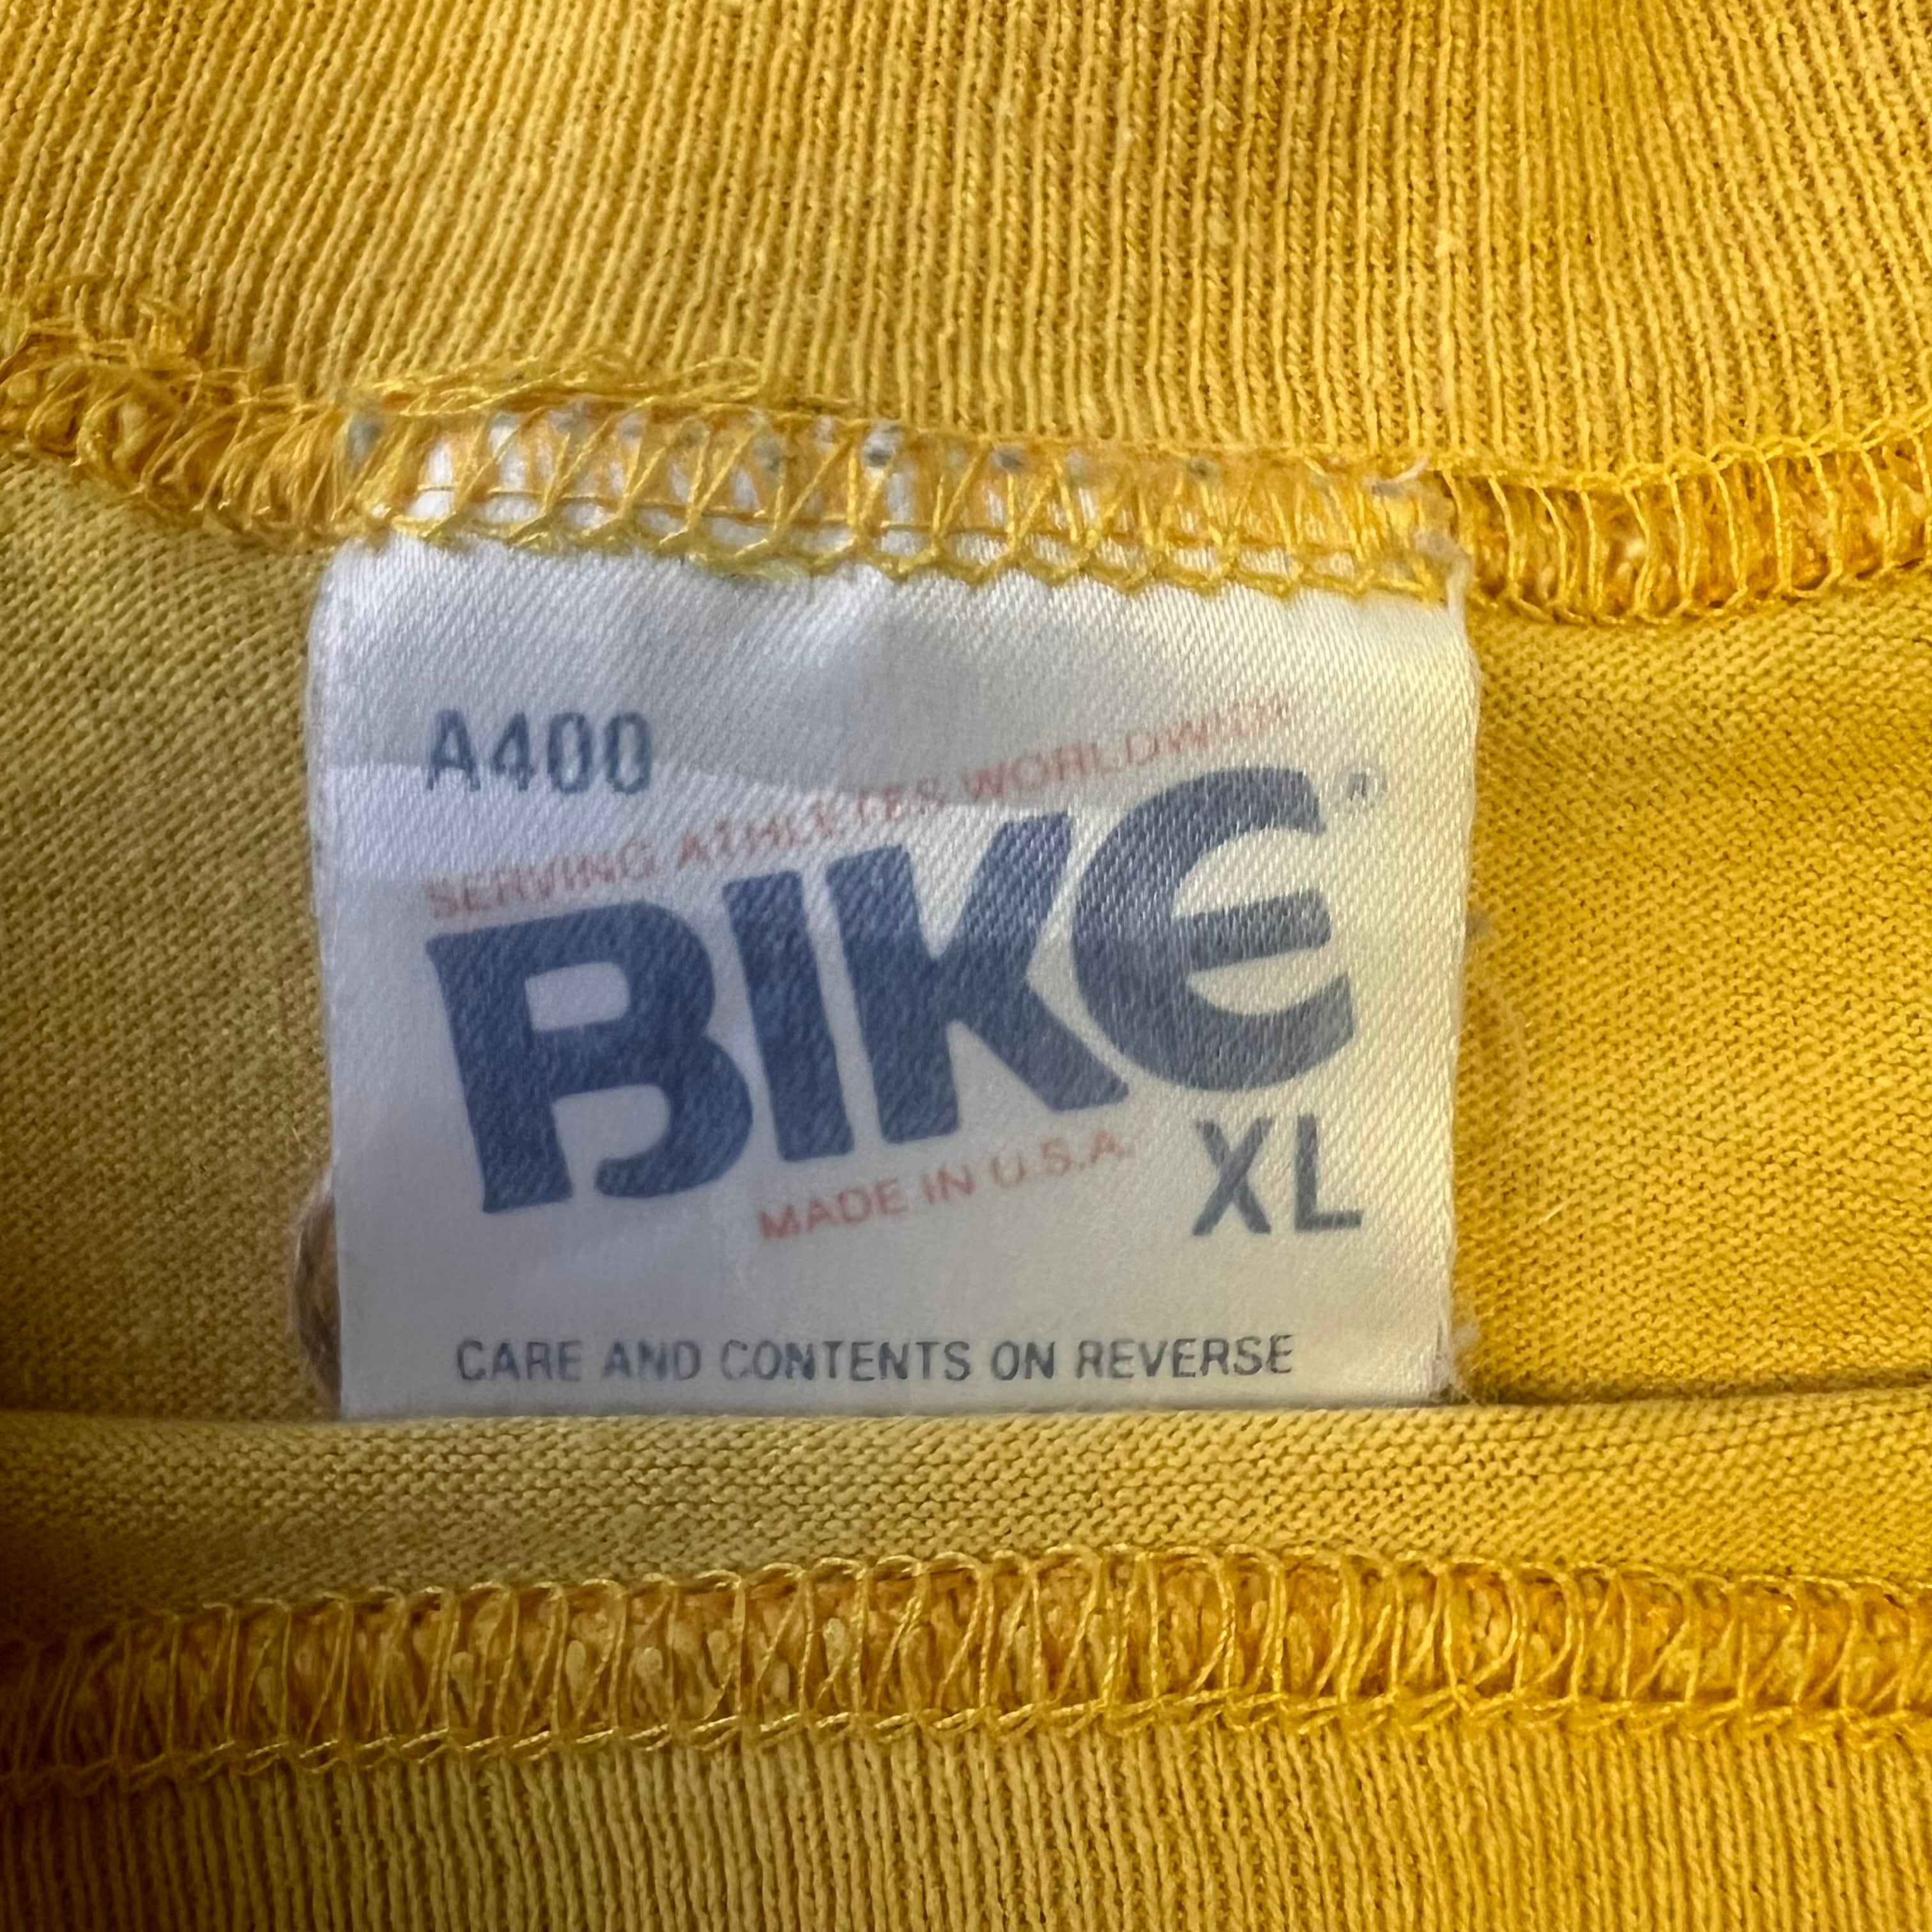 A400
SERVING ATHLETES WORLDWIDE
BIKE®
MADE IN U.S.A.
XL
CARE AND CONTENTS ON REVERSE